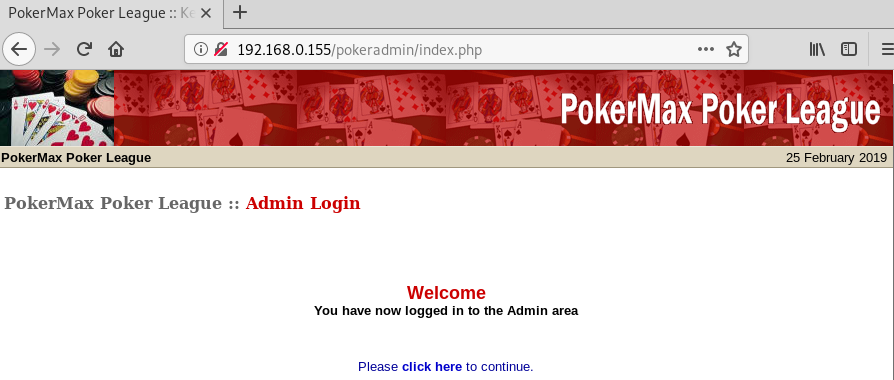 PokerMax Poker League :: Ke
192.168.0.155/pokeradmin/index.php
PokerMax Poker League
PokerMax Poker League 25 February 2019
PokerMax Poker League :: Admin Login
Welcome
You have now logged in to the Admin area
Please click here to continue.